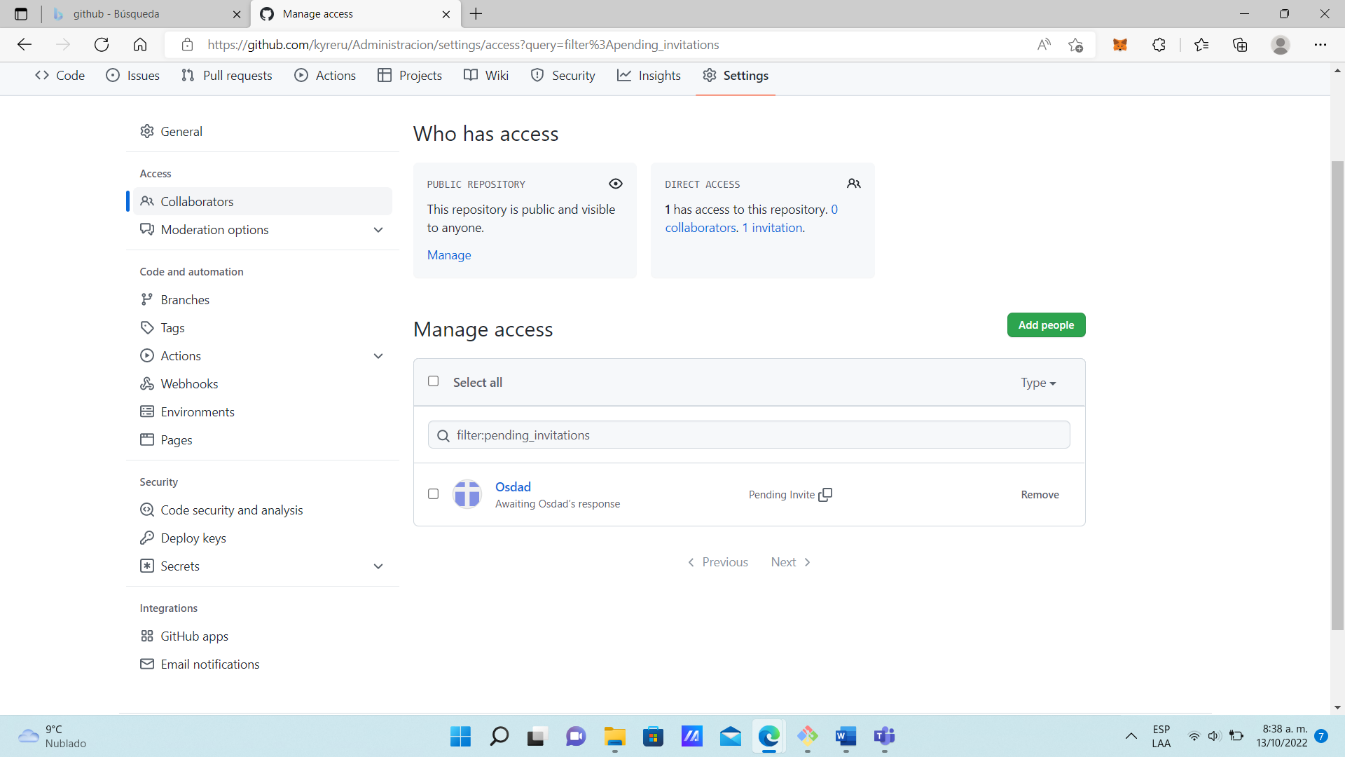 github - Búsqueda
Manage access
https://github.com/kyreru/Administracion/settings/access?query=filter%3Apending_invitations
Code
Issues
Pull requests
Actions
Projects
Wiki
Security
Insights
Settings
General
Access
Collaborators
Moderation options
Code and automation
Branches
Tags
Actions
Webhooks
Environments
Pages
Security
Code security and analysis
Deploy keys
Secrets
Integrations
GitHub apps
Email notifications
Who has access
PUBLIC REPOSITORY
This repository is public and visible
to anyone.
Manage
DIRECT ACCESS
1 has access to this repository. 0
collaborators. 1 invitation.
Manage access
Add people
Select all
Type
filter:pending_invitations
Osdad
Awaiting Osdad's response
Pending Invite
Remove
Previous
Next
9°C
Nublado
W
T
ESP
LAA
8:38 a. m.
13/10/2022
7